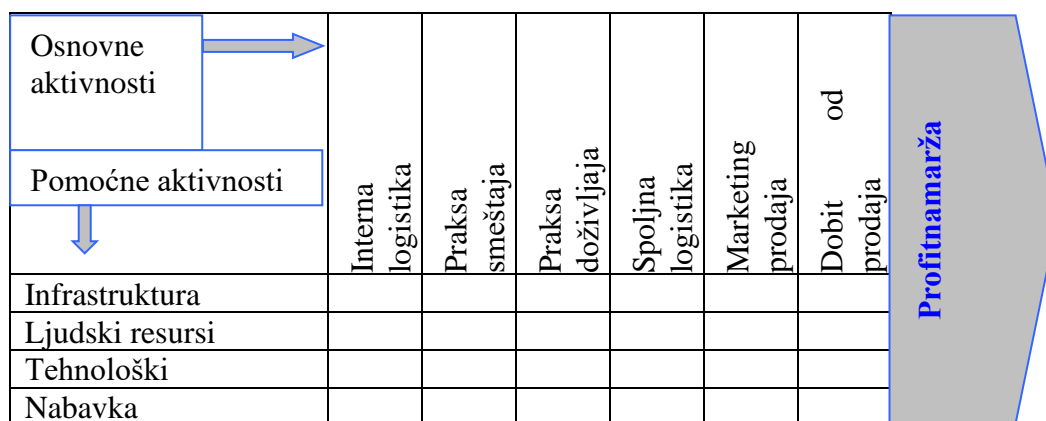 Osnovne
aktivnosti
Pomoćne aktivnosti
Interna
logistika
Praksa
smeštaja
Praksa
doživljaja
Spoljna
logistika
Marketing
prodaja
Dobit od
prodaja
Profitnamarža
Infrastruktura
Ljudski resursi
Tehnološki
Nabavka